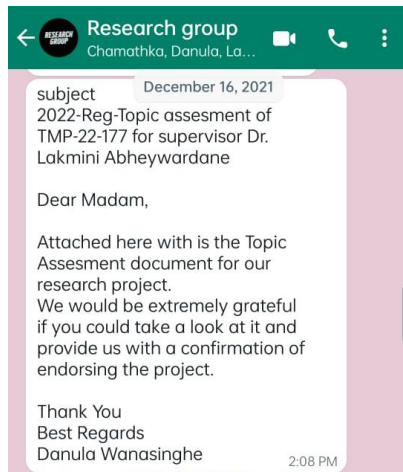 RESEARCH
GROUP
Research group
Chamathka, Danula, La...
December 16, 2021
subject
2022-Reg-Topic assesment of
TMP-22-177 for supervisor Dr.
Lakmini Abheywardane
Dear Madam,
Attached here with is the Topic
Assesment document for our
research project.
We would be extremely grateful
if you could take a look at it and
provide us with a confirmation of
endorsing the project.
Thank You
Best Regards
Danula Wanasinghe
2:08 PM